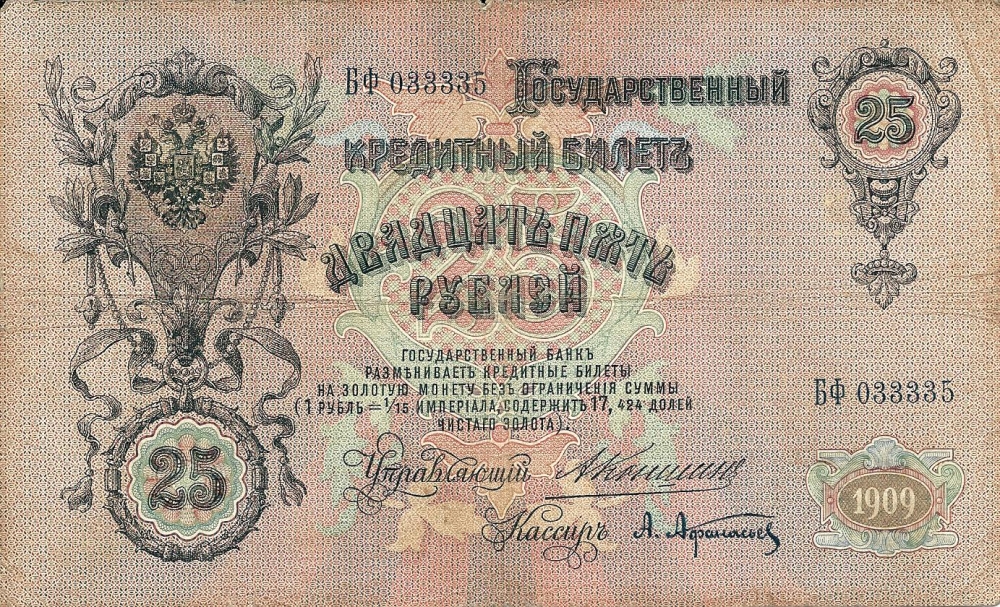 БФ 033335
Государственный
25
Кредитный Билетъ
Двадцать пять
рублей
25
ГОСУДАРСТВЕННЫЙ БАНКЪ
РАЗМѢНИВАЕТЪ КРЕДИТНЫЕ БИЛЕТЫ
НА ЗОЛОТУЮ МОНЕТУ БЕЗЪ ОГРАНИЧЕНІЯ СУММЫ
(1 РУБЛЬ = 1/15 ИМПЕРІАЛА, СОДЕРЖИТЪ 17,424 ДОЛЕЙ
ЧИСТАГО ЗОЛОТА).
БФ 033335
25
Управляющій АКоншинъ
1909
Кассиръ А. Афанасьев